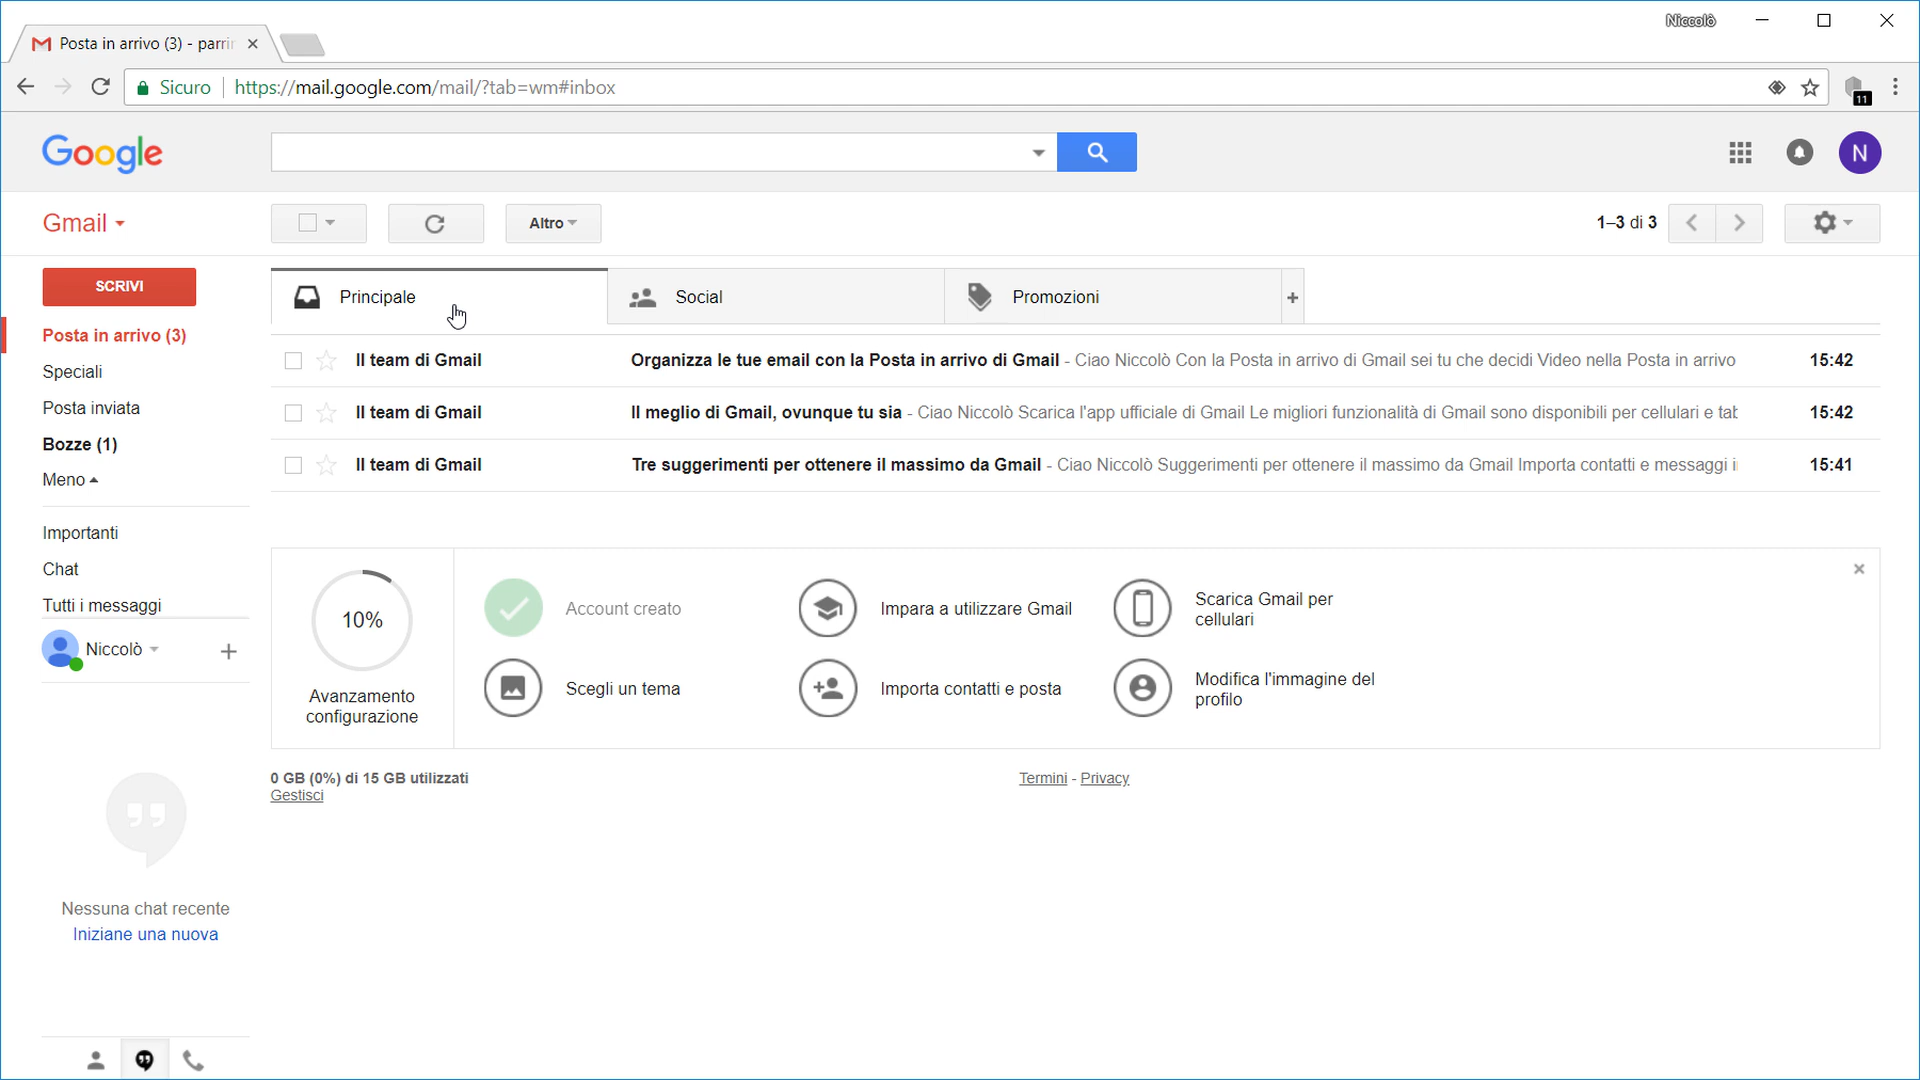 Niccolò
Posta in arrivo (3) - parrir
Sicuro https://mail.google.com/mail/?tab=wm#inbox
11
Google
N
Gmail
Altro
1–3 di 3
SCRIVI
Principale
Social
Promozioni
+
Posta in arrivo (3)
Speciali
Posta inviata
Bozze (1)
Meno
Importanti
Chat
Tutti i messaggi
Niccolò
+
Il team di Gmail Organizza le tue email con la Posta in arrivo di Gmail - Ciao Niccolò Con la Posta in arrivo di Gmail sei tu che decidi Video nella Posta in arrivo 15:42
Il team di Gmail Il meglio di Gmail, ovunque tu sia - Ciao Niccolò Scarica l'app ufficiale di Gmail Le migliori funzionalità di Gmail sono disponibili per cellulari e tab 15:42
Il team di Gmail Tre suggerimenti per ottenere il massimo da Gmail - Ciao Niccolò Suggerimenti per ottenere il massimo da Gmail Importa contatti e messaggi i 15:41
10%
Avanzamento
configurazione
Account creato
Impara a utilizzare Gmail
Scarica Gmail per
cellulari
Scegli un tema
Importa contatti e posta
Modifica l'immagine del
profilo
0 GB (0%) di 15 GB utilizzati
Gestisci
Termini - Privacy
Nessuna chat recente
Iniziane una nuova